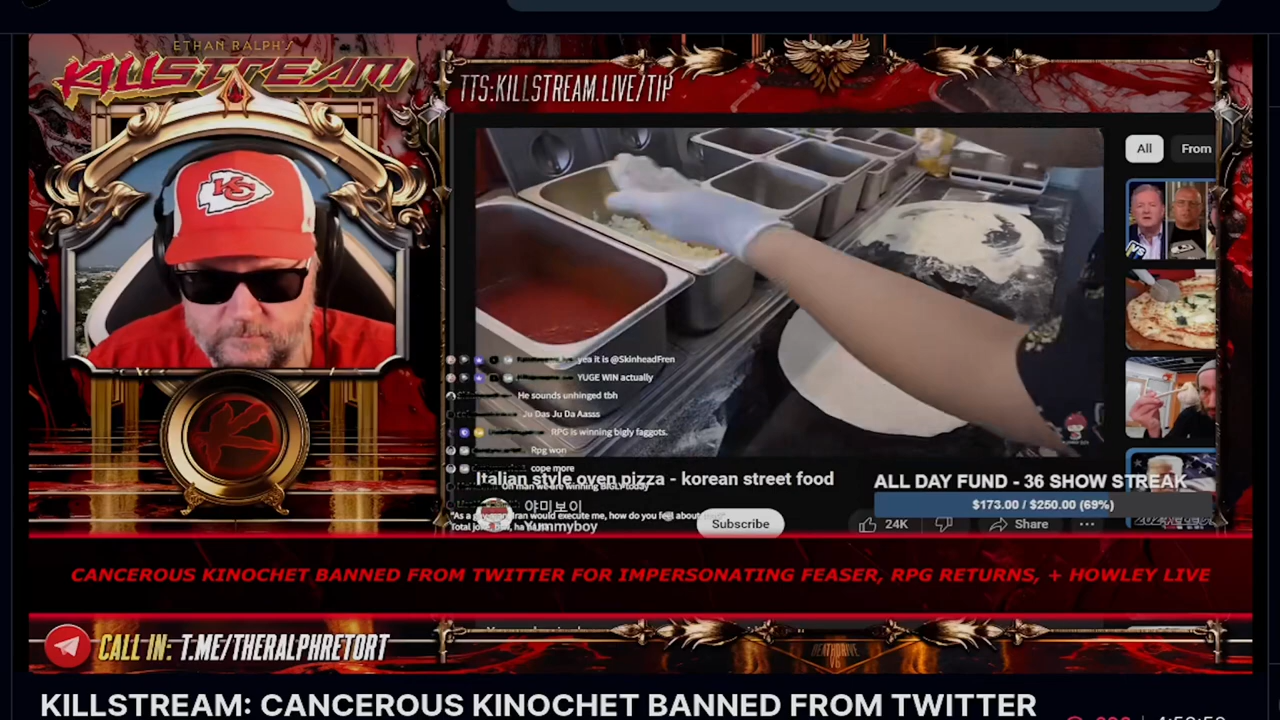 ETHAN RALPH'S
KILLSTREAM
TTS:KILLSTREAM.LIVE/TIP
KC
All
From
yea it is @SkinheadFren
YUGE WIN actually
He sounds unhinged tbh
Ju Das Ju Da Aasss
RPG is winning bigly faggots.
Rpg won
cope more
Italian style oven pizza - korean street food
야미보이
Yummyboy
Subscribe
24K
Share
ALL DAY FUND - 36 SHOW STREAK
$173.00 / $250.00 (69%)
CANCEROUS KINOCHET BANNED FROM TWITTER FOR IMPERSONATING FEASER, RPG RETURNS, + HOWLEY LIVE
CALL IN: T.ME/THERALPHRETORT
KILLSTREAM: CANCEROUS KINOCHET BANNED FROM TWITTER